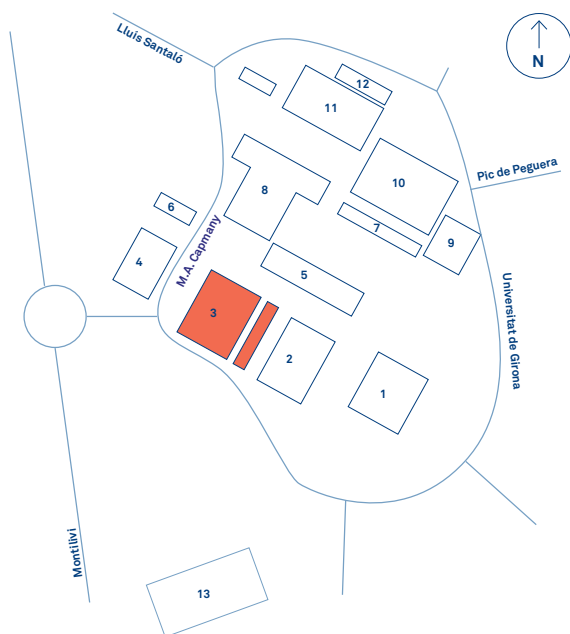 Lluis Santaló
N
12
11
Pic de Peguera
10
8
6
7
9
M.A. Capmany
4
5
Universitat de Girona
3
2
1
Montilivi
13